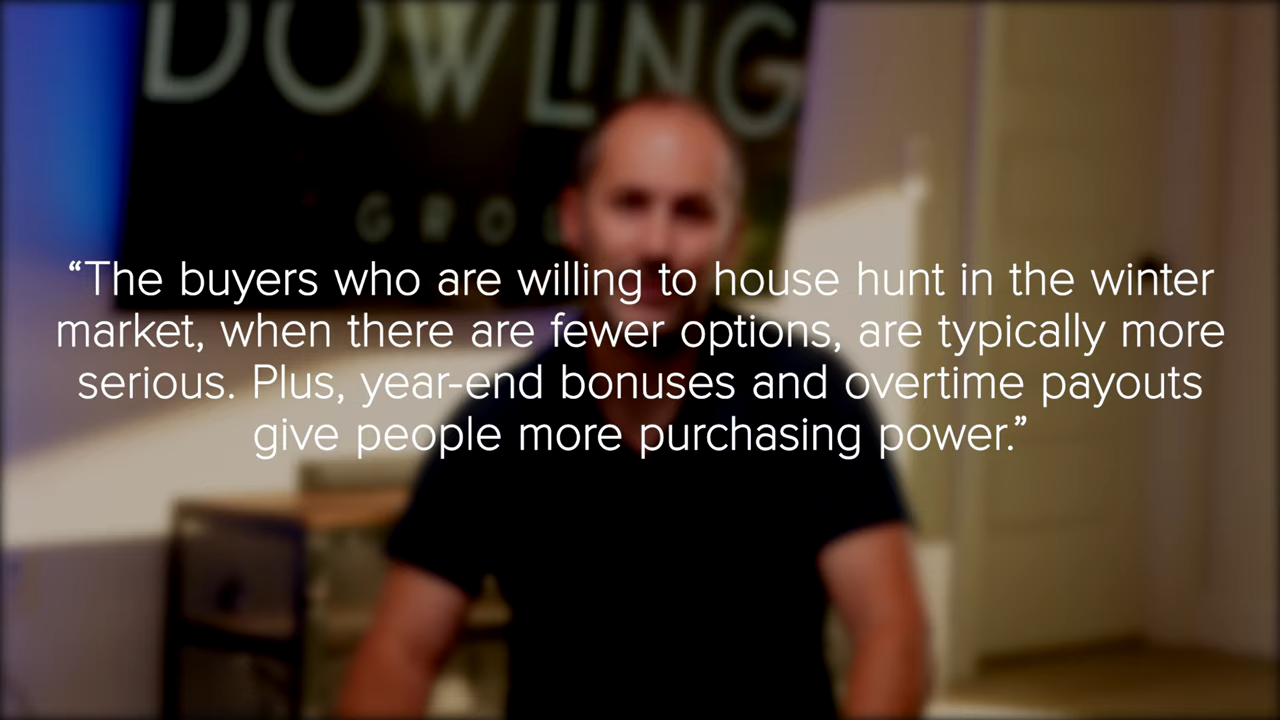 DOWLING
GROU
“The buyers who are willing to house hunt in the winter
market, when there are fewer options, are typically more
serious. Plus, year-end bonuses and overtime payouts
give people more purchasing power.”